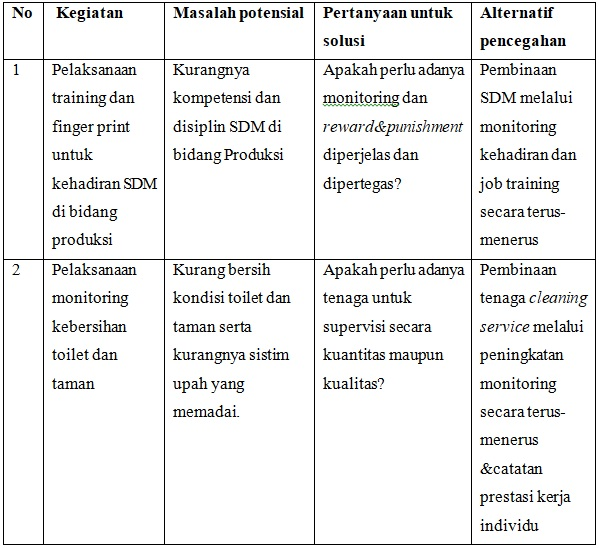 No Kegiatan Masalah potensial Pertanyaan untuk solusi Alternatif pencegahan
1
Pelaksanaan
training dan
finger print
untuk
kehadiran SDM
di bidang
produksi
Kurangnya
kompetensi dan
disiplin SDM di
bidang Produksi
Apakah perlu adanya
monitoring dan
reward&punishment
diperjelas dan
dipertegas?
Pembinaan
SDM melalui
monitoring
kehadiran dan
job training
secara terus-
menerus
2
Pelaksanaan
monitoring
kebersihan
toilet dan
taman
Kurang bersih
kondisi toilet dan
taman serta
kurangnya sistim
upah yang
memadai.
Apakah perlu adanya
tenaga untuk
supervisi secara
kuantitas maupun
kualitas?
Pembinaan
tenaga cleaning
service melalui
peningkatan
monitoring
secara terus-
menerus
&catatan
prestasi kerja
individu